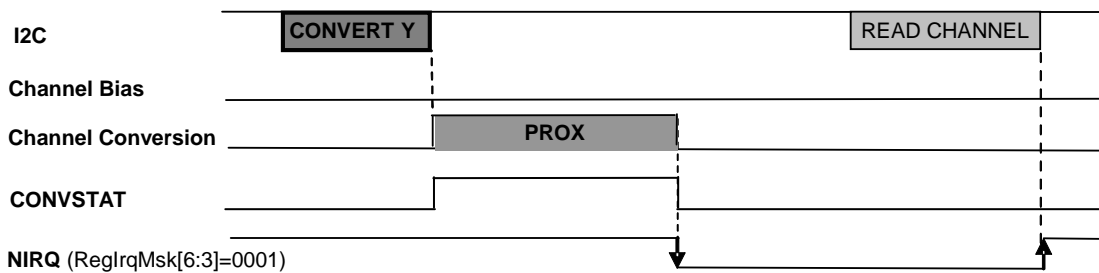 I2C
CONVERT Y
READ CHANNEL
Channel Bias
Channel Conversion
PROX
CONVSTAT
NIRQ (RegIrqMsk[6:3]=0001)